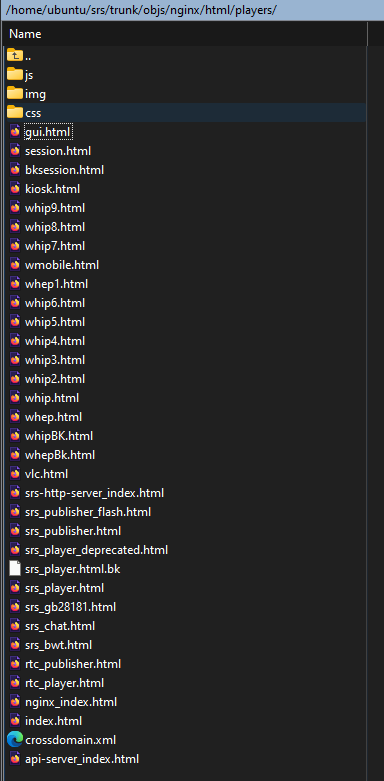 /home/ubuntu/srs/trunk/objs/nginx/html/players/
Name
..
js
img
css
gui.html
session.html
bksession.html
kiosk.html
whip9.html
whip8.html
whip7.html
wmobile.html
whep1.html
whip6.html
whip5.html
whip4.html
whip3.html
whip2.html
whip.html
whep.html
whipBK.html
whepBk.html
vlc.html
srs-http-server_index.html
srs_publisher_flash.html
srs_publisher.html
srs_player_deprecated.html
srs_player.html.bk
srs_player.html
srs_gb28181.html
srs_chat.html
srs_bwt.html
rtc_publisher.html
rtc_player.html
nginx_index.html
index.html
crossdomain.xml
api-server_index.html